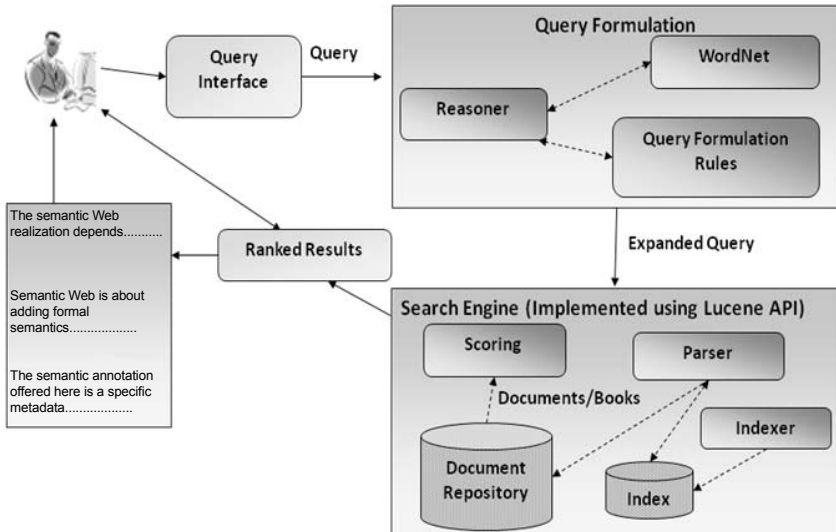 Query
Interface
Query
Query Formulation
WordNet
Reasoner
Query Formulation
Rules
The semantic Web
realization depends...........
Semantic Web is about
adding formal
semantics...................
The semantic annotation
offered here is a specific
metadata...................
Ranked Results
Expanded Query
Search Engine (Implemented using Lucene API)
Scoring
Parser
Documents/Books
Indexer
Document
Repository
Index